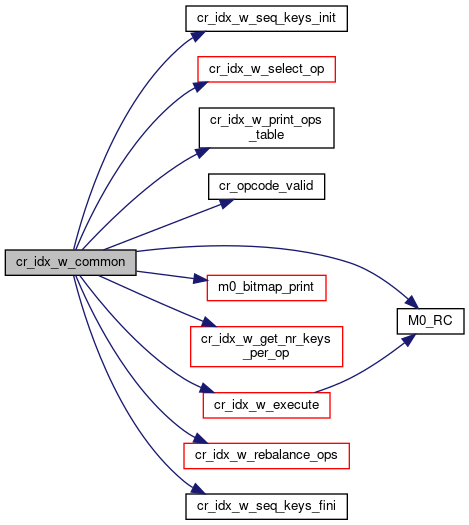 cr_idx_w_seq_keys_init
cr_idx_w_select_op
cr_idx_w_print_ops
_table
cr_opcode_valid
cr_idx_w_common
m0_bitmap_print
M0_RC
cr_idx_w_get_nr_keys
_per_op
cr_idx_w_execute
cr_idx_w_rebalance_ops
cr_idx_w_seq_keys_fini